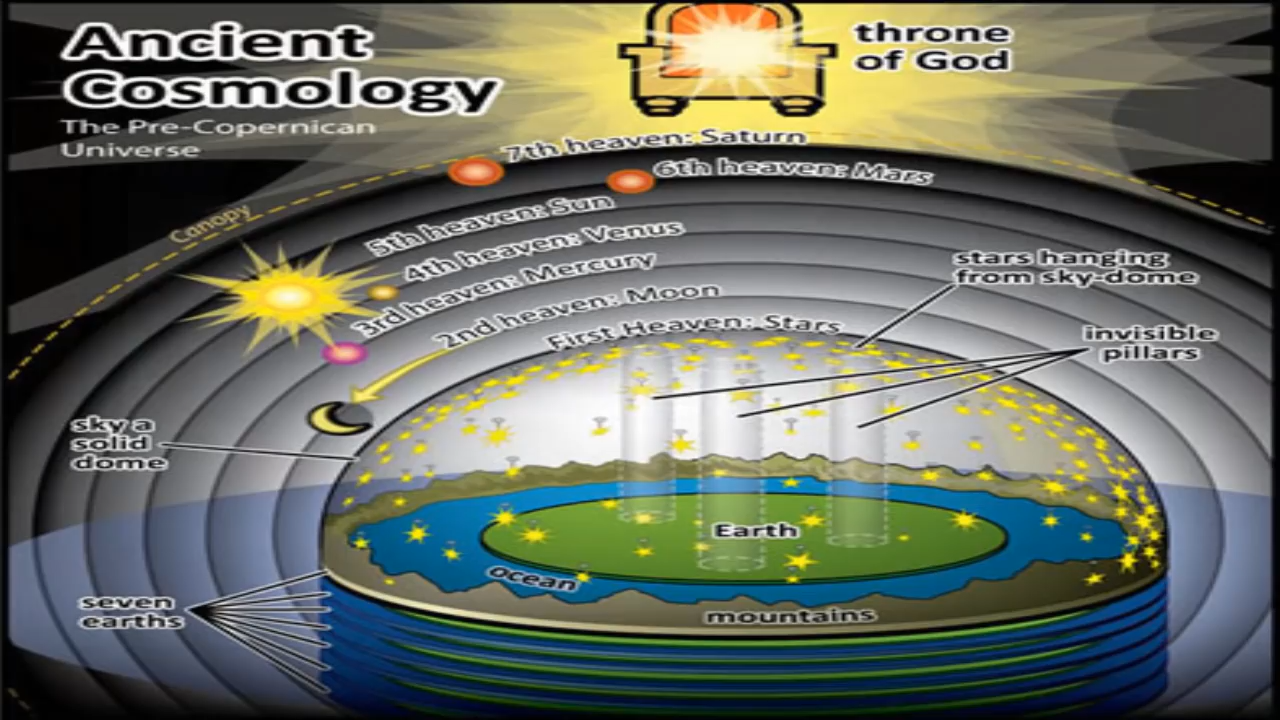 Ancient
Cosmology
The Pre-Copernican
Universe
throne
of God
7th heaven: Saturn
6th heaven: Mars
Canopy
5th heaven: Sun
4th heaven: Venus
3rd heaven: Mercury
2nd heaven: Moon
First Heaven: Stars
stars hanging
from sky-dome
invisible
pillars
sky a
solid
dome
Earth
ocean
seven
earths
mountains